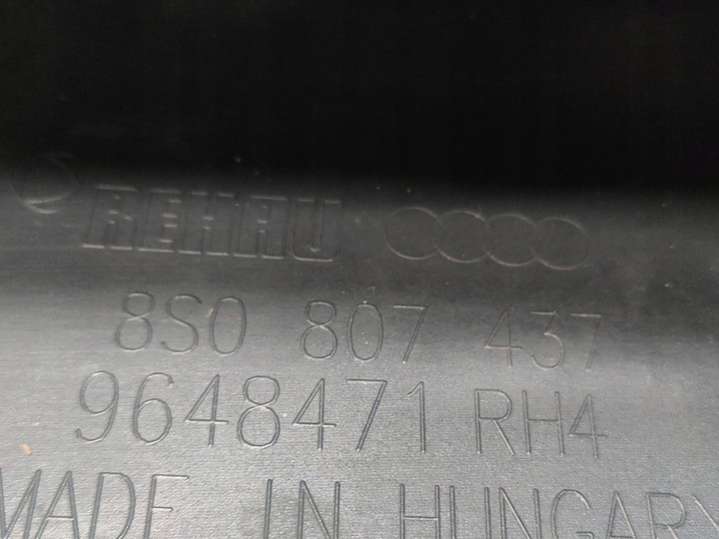 REHAU
8S0 807 437
9648471 RH4
MADE IN HUNGARY